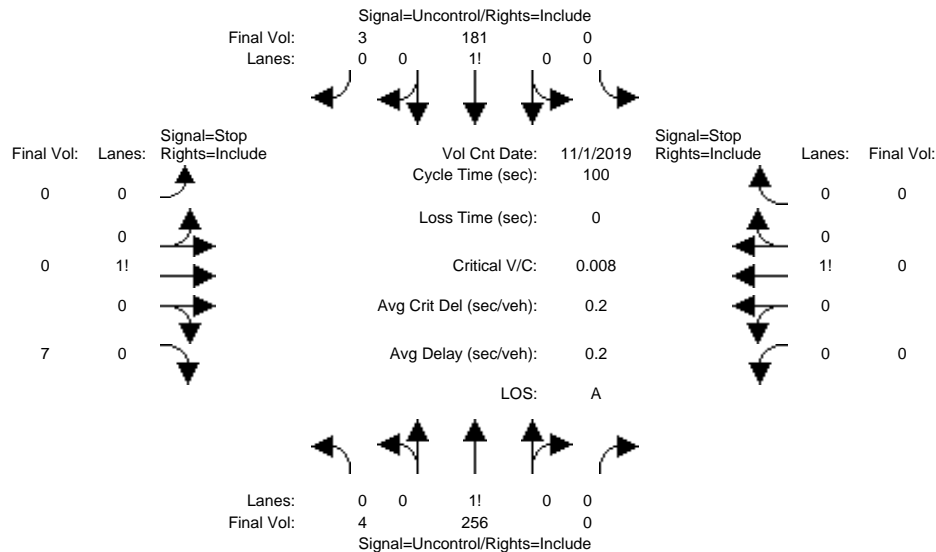 Signal=Uncontrol/Rights=Include
Final Vol: 3 181 0
Lanes: 0 0 1! 0 0
Signal=Stop
Final Vol: Lanes: Rights=Include
Vol Cnt Date: 11/1/2019
Signal=Stop
Rights=Include Lanes: Final Vol:
Cycle Time (sec): 100
0 0
0 0
Loss Time (sec): 0
0
0
0 1!
Critical V/C: 0.008
1! 0
0
Avg Crit Del (sec/veh): 0.2
0
7 0
Avg Delay (sec/veh): 0.2
0 0
LOS: A
Lanes: 0 0 1! 0 0
Final Vol: 4 256 0
Signal=Uncontrol/Rights=Include